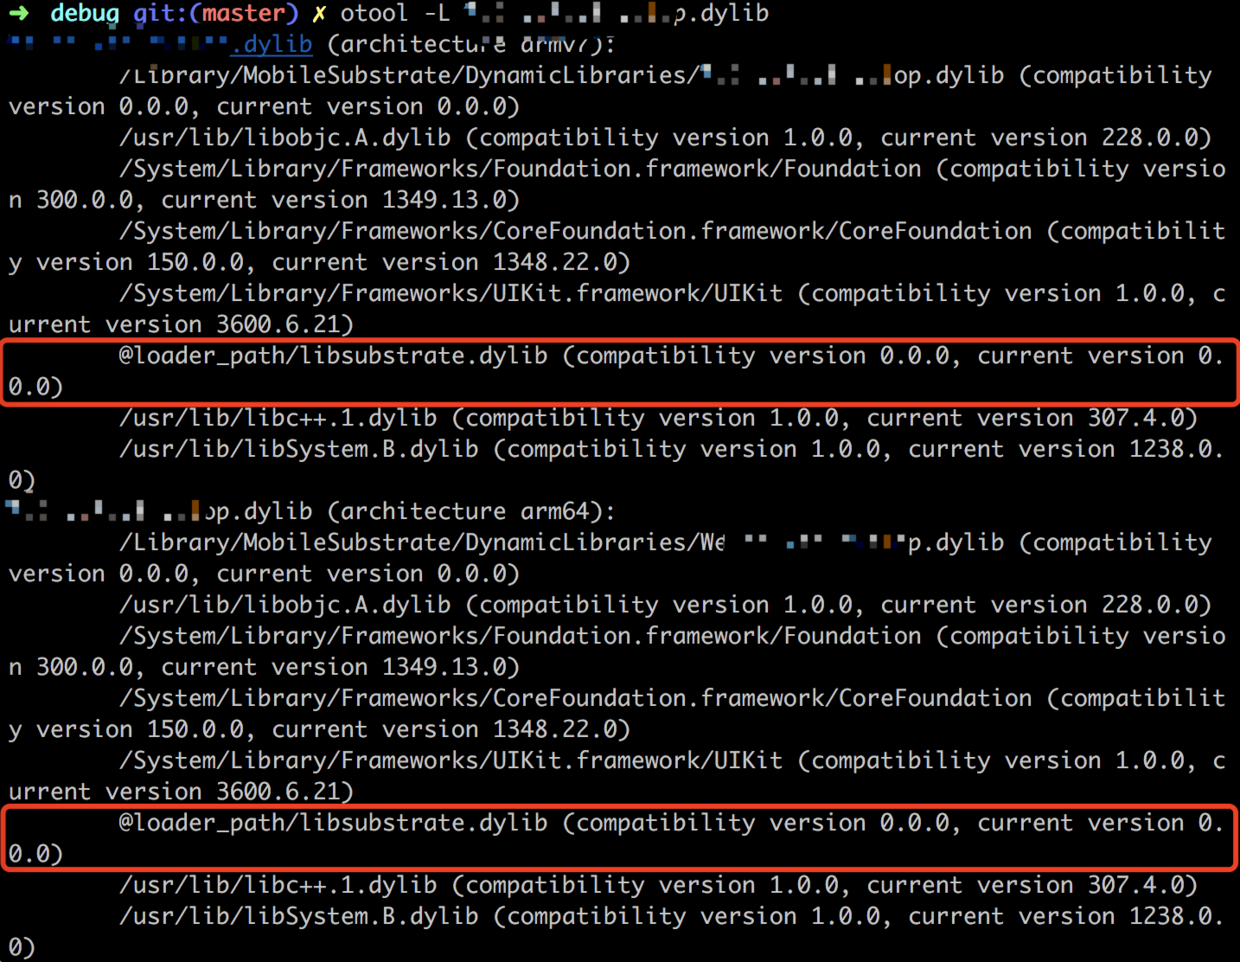 ➜ debug git:(master) ✗ otool -L p.dylib
.dylib (architecture armv7):
/Library/MobileSubstrate/DynamicLibraries/ op.dylib (compatibility
version 0.0.0, current version 0.0.0)
/usr/lib/libobjc.A.dylib (compatibility version 1.0.0, current version 228.0.0)
/System/Library/Frameworks/Foundation.framework/Foundation (compatibility versio
n 300.0.0, current version 1349.13.0)
/System/Library/Frameworks/CoreFoundation.framework/CoreFoundation (compatibilit
y version 150.0.0, current version 1348.22.0)
/System/Library/Frameworks/UIKit.framework/UIKit (compatibility version 1.0.0, c
urrent version 3600.6.21)
@loader_path/libsubstrate.dylib (compatibility version 0.0.0, current version 0.
0.0)
/usr/lib/libc++.1.dylib (compatibility version 1.0.0, current version 307.4.0)
/usr/lib/libSystem.B.dylib (compatibility version 1.0.0, current version 1238.0.
0)
op.dylib (architecture arm64):
/Library/MobileSubstrate/DynamicLibraries/We p.dylib (compatibility
version 0.0.0, current version 0.0.0)
/usr/lib/libobjc.A.dylib (compatibility version 1.0.0, current version 228.0.0)
/System/Library/Frameworks/Foundation.framework/Foundation (compatibility versio
n 300.0.0, current version 1349.13.0)
/System/Library/Frameworks/CoreFoundation.framework/CoreFoundation (compatibilit
y version 150.0.0, current version 1348.22.0)
/System/Library/Frameworks/UIKit.framework/UIKit (compatibility version 1.0.0, c
urrent version 3600.6.21)
@loader_path/libsubstrate.dylib (compatibility version 0.0.0, current version 0.
0.0)
/usr/lib/libc++.1.dylib (compatibility version 1.0.0, current version 307.4.0)
/usr/lib/libSystem.B.dylib (compatibility version 1.0.0, current version 1238.0.
0)